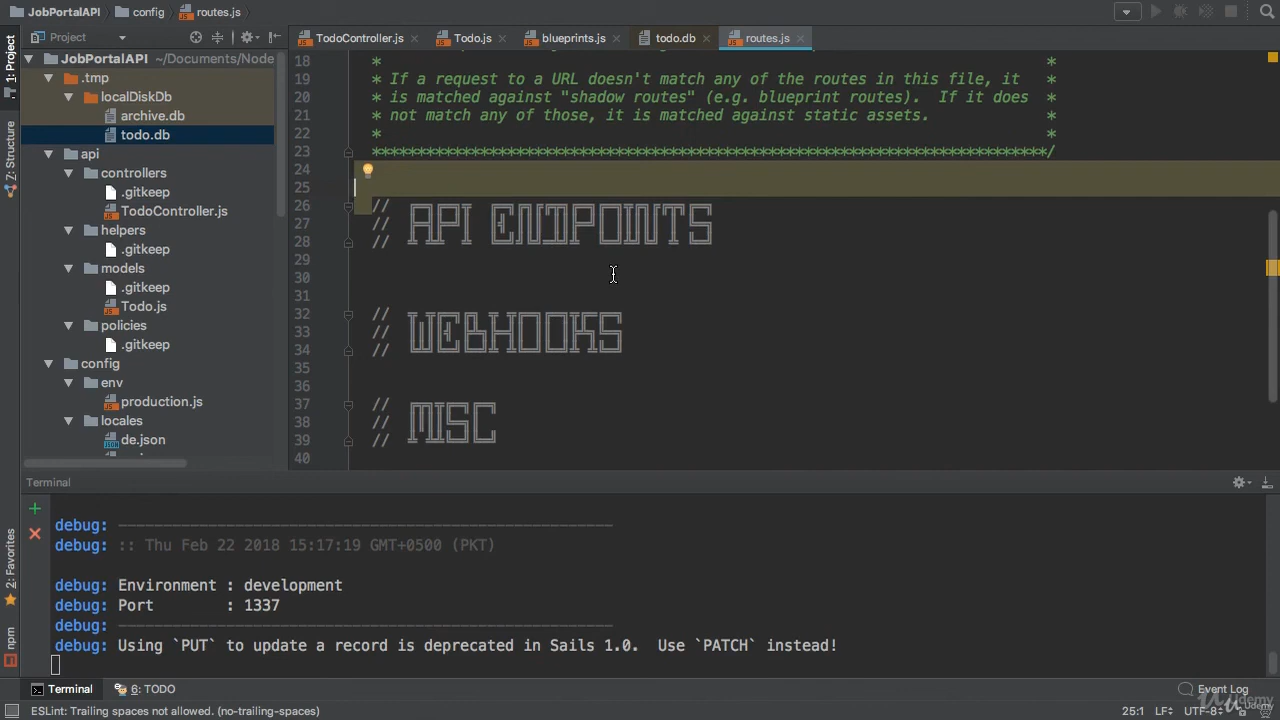 JobPortalAPI config routes.js
Project
TodoController.js Todo.js blueprints.js todo.db routes.js
1: Project
Z: Structure
2: Favorites
npm
JobPortalAPI ~/Documents/Node
.tmp
localDiskDb
archive.db
todo.db
api
controllers
.gitkeep
TodoController.js
helpers
.gitkeep
models
.gitkeep
Todo.js
policies
.gitkeep
config
env
production.js
locales
de.json
18 * *
19 * If a request to a URL doesn't match any of the routes in this file, it *
20 * is matched against "shadow routes" (e.g. blueprint routes). If it does *
21 * not match any of those, it is matched against static assets. *
22 * *
23 ***************************************************************************/
24
25
26 //
27 // API ENDPOINTS
28 //
29
30
31
32 //
33 // WEBHOOKS
34 //
35
36
37 //
38 // MISC
39 //
40
Terminal
debug: -------------------------------------------------------
debug: :: Thu Feb 22 2018 15:17:19 GMT+0500 (PKT)
debug: Environment : development
debug: Port : 1337
debug: -------------------------------------------------------
debug: Using `PUT` to update a record is deprecated in Sails 1.0. Use `PATCH` instead!
Terminal 6: TODO Event Log
ESLint: Trailing spaces not allowed. (no-trailing-spaces) 25:1 LF÷ UTF-8÷
Udemy